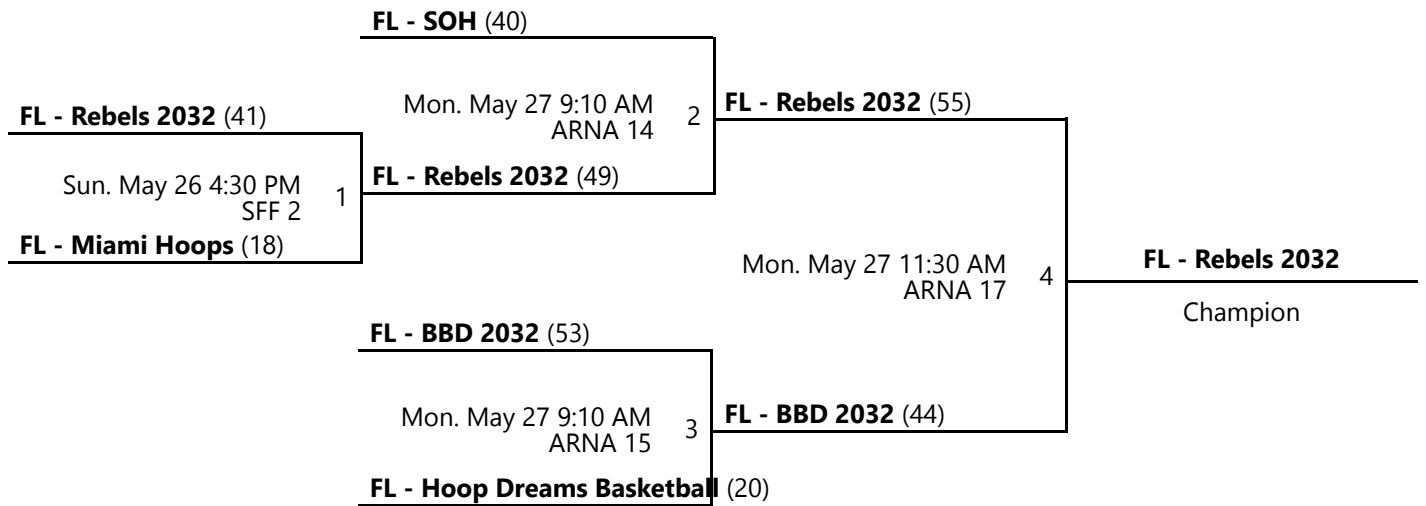 FL - SOH (40)
FL - Rebels 2032 (41)
Mon. May 27 9:10 AM
ARNA 14
2
FL - Rebels 2032 (55)
Sun. May 26 4:30 PM
SFF 2
1
FL - Rebels 2032 (49)
FL - Miami Hoops (18)
Mon. May 27 11:30 AM
ARNA 17
4
FL - Rebels 2032
Champion
FL - BBD 2032 (53)
Mon. May 27 9:10 AM
ARNA 15
3
FL - BBD 2032 (44)
FL - Hoop Dreams Basketball (20)